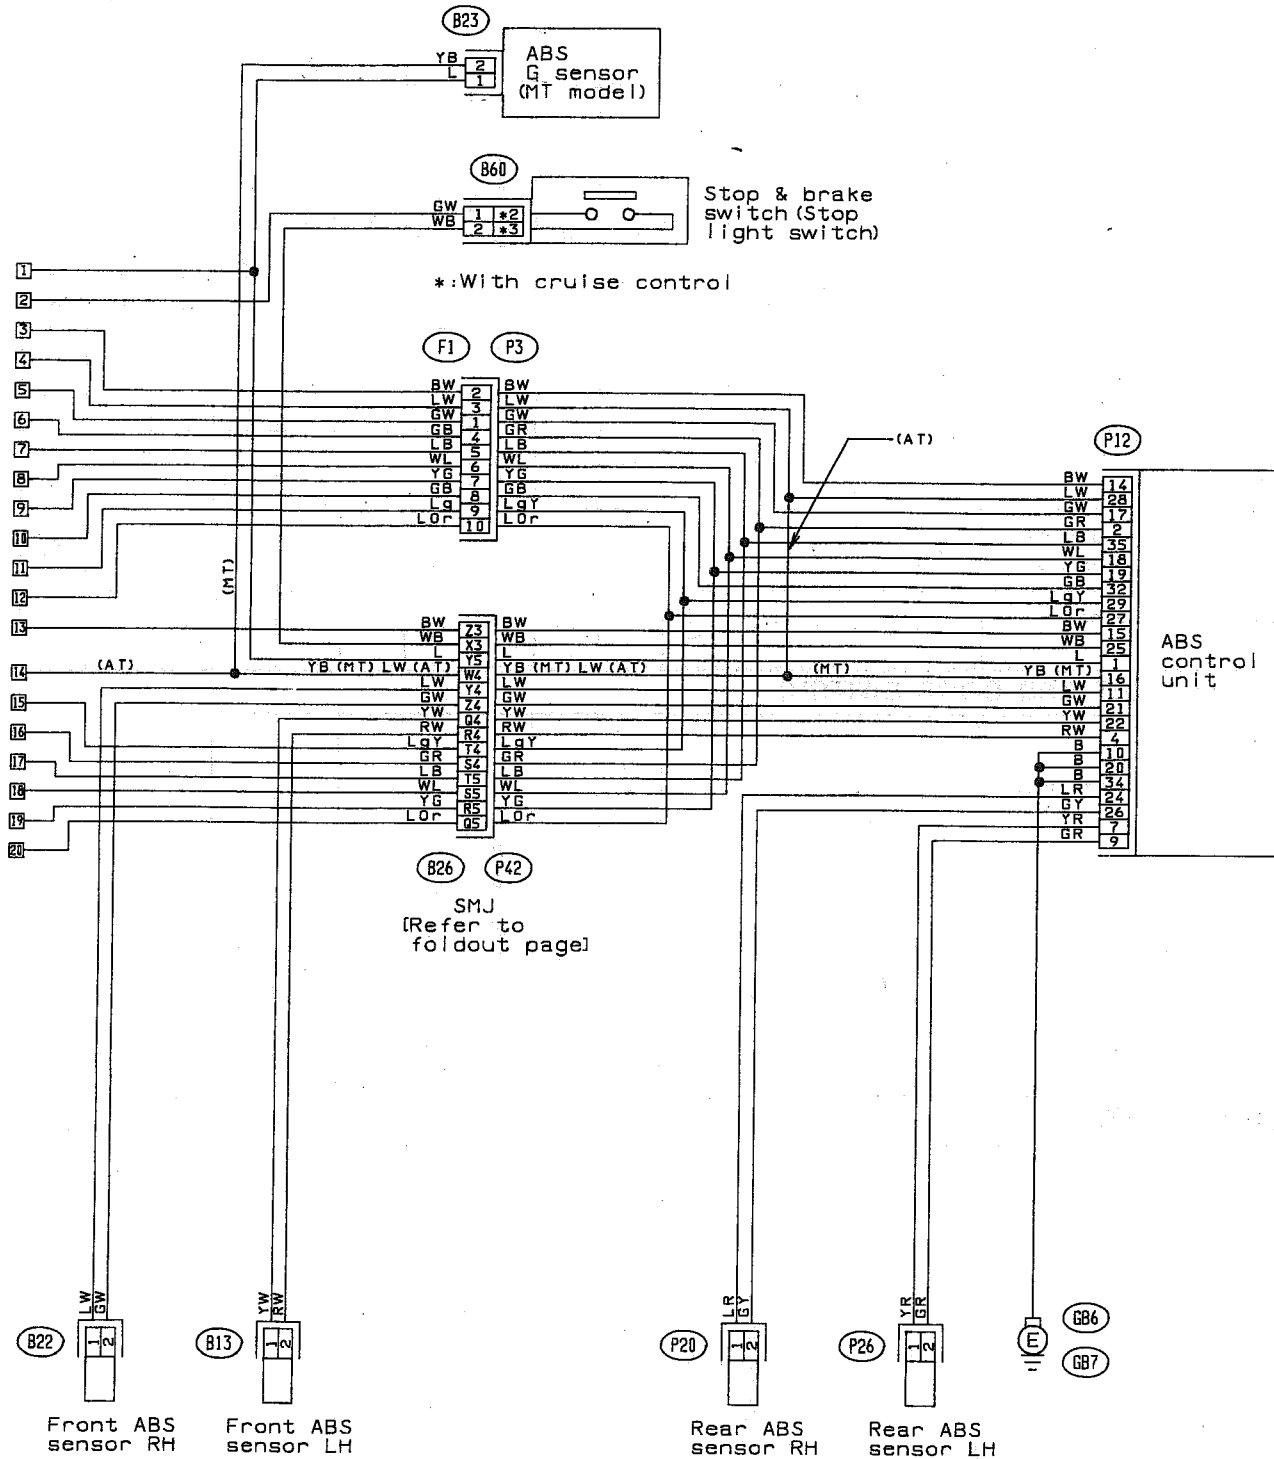 B23
ABS
G sensor
(MT model)
YB 2
L 1
B60
GW 1 *2
WB 2 *3
Stop & brake
switch (Stop
light switch)
*:With cruise control
1
2
3
4
5
6
7
8
9
10
11
12
13
14
15
16
17
18
19
20
(MT)
(AT)
F1 P3
BW 2 BW
LW 3 LW
GW 1 GW
GB 4 GR
LB 5 LB
WL 6 WL
YG 7 YG
GB 8 GB
Lg 9 LgY
LOr 10 LOr
(AT)
BW Z3 BW
WB X3 WB
L Y5 L
YB (MT) LW (AT) W4 YB (MT) LW (AT)
(MT)
LW Y4 LW
GW Z4 GW
YW Q4 YW
RW R4 RW
LgY T4 LgY
GR S4 GR
LB T5 LB
WL S5 WL
YG R5 YG
LOr Q5 LOr
B26 P42
SMJ
[Refer to
foldout page]
P12
BW 14
LW 28
GW 17
GR 2
LB 35
WL 18
YG 19
GB 32
LgY 29
LOr 27
BW 15
WB 25
L 1
YB (MT) 16
LW 11
GW 21
YW 22
RW 4
B 10
B 20
B 34
LR 24
GY 26
YR 7
GR 9
ABS
control
unit
LW GW
B22 1 2
Front ABS
sensor RH
YW RW
B13 1 2
Front ABS
sensor LH
LR GY
P20 1 2
Rear ABS
sensor RH
YR GR
P26 1 2
Rear ABS
sensor LH
E
GB6
GB7